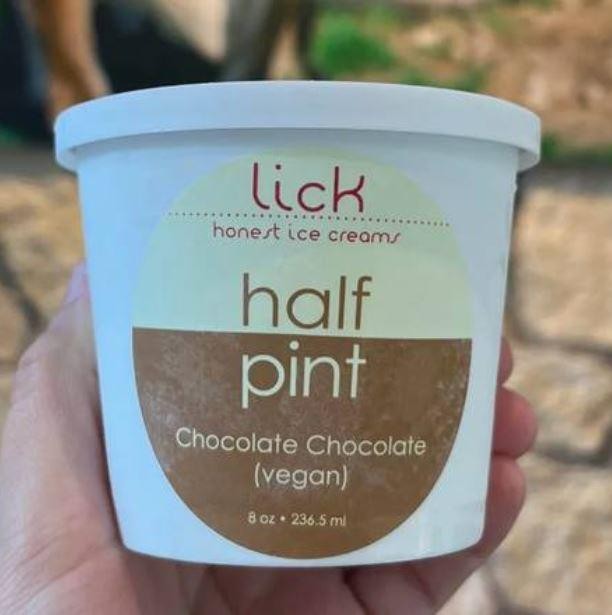 lick
honest ice creams
half
pint
Chocolate Chocolate
(vegan)
8 oz • 236.5 ml